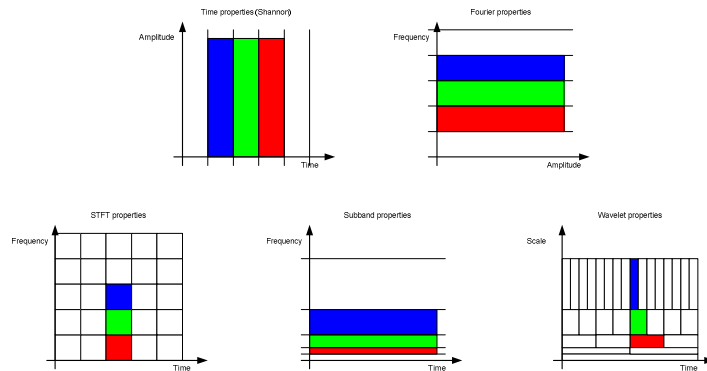 Time properties(Shannon)
Amplitude
Time
Fourier properties
Frequency
Amplitude
STFT properties
Frequency
Time
Subband properties
Frequency
Time
Wavelet properties
Scale
Time